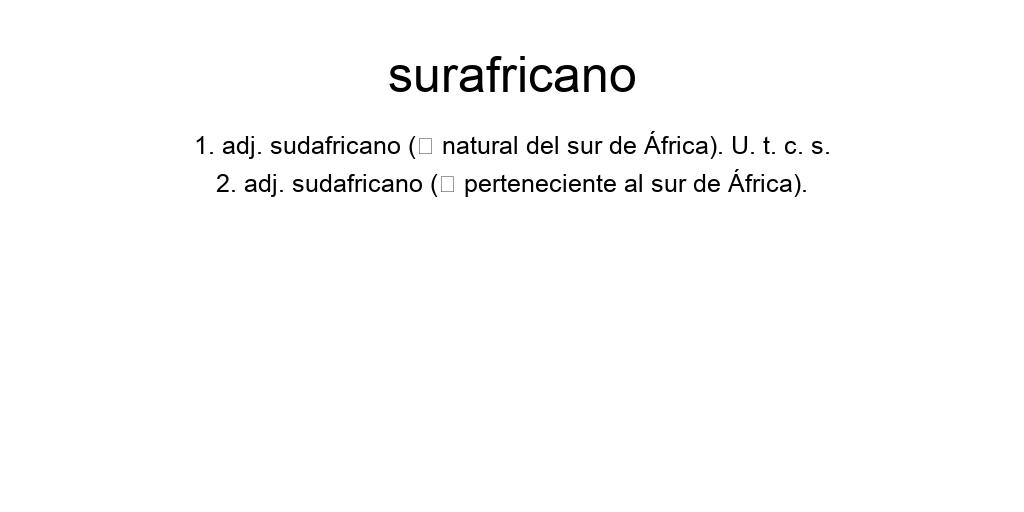 surafricano
1. adj. sudafricano (▯ natural del sur de África). U. t. c. s.
2. adj. sudafricano (▯ perteneciente al sur de África).